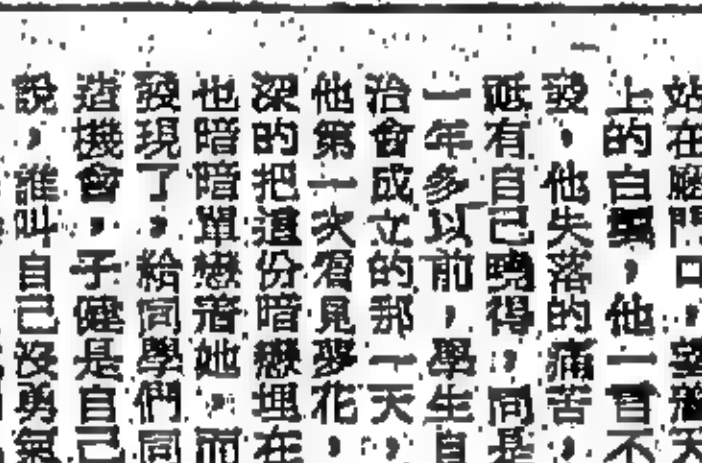 站在廳門口，望着天
上的白雲，他一言不
發，他失落的痛苦，
祗有自己曉得，同是
一年多以前，學生自
治會成立的那一天，
他第一次看見夢花，
深的把這份暗戀埋在
也暗暗單戀着她，而
發現了，給同學們同
造機會，子健是自己
說，誰叫自己沒勇氣